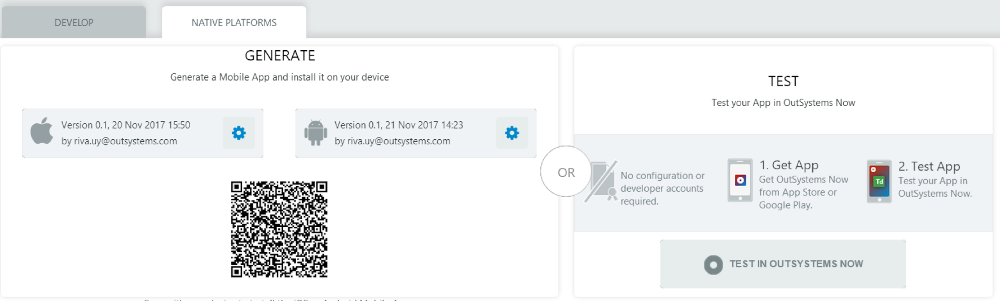 DEVELOP
NATIVE PLATFORMS
GENERATE
Generate a Mobile App and install it on your device
Version 0.1, 20 Nov 2017 15:50
by riva.uy@outsystems.com
Version 0.1, 21 Nov 2017 14:23
by riva.uy@outsystems.com
OR
TEST
Test your App in OutSystems Now
No configuration or
developer accounts
required.
1. Get App
Get OutSystems Now
from App Store or
Google Play.
Td
2. Test App
Test your App in
OutSystems Now.
TEST IN OUTSYSTEMS NOW